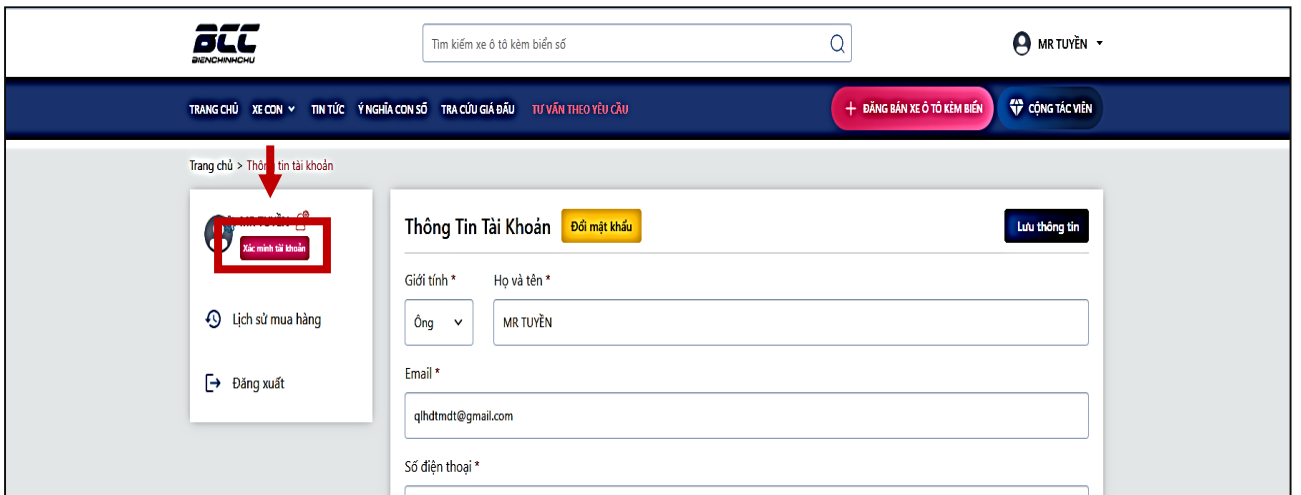 BCC
BIENCHINHCHU
Tìm kiếm xe ô tô kèm biển số
MR TUYỀN
TRANG CHỦ XE CON TIN TỨC Ý NGHĨA CON SỐ TRA CỨU GIÁ ĐẤU TƯ VẤN THEO YÊU CẦU
+ ĐĂNG BÁN XE Ô TÔ KÈM BIỂN
CỘNG TÁC VIÊN
Trang chủ > Thông tin tài khoản
MR TUYỀN
Xác minh tài khoản
Lịch sử mua hàng
Đăng xuất
Thông Tin Tài Khoản Đổi mật khẩu Lưu thông tin
Giới tính * Họ và tên *
Ông MR TUYỀN
Email *
qlhdtmdt@gmail.com
Số điện thoại *